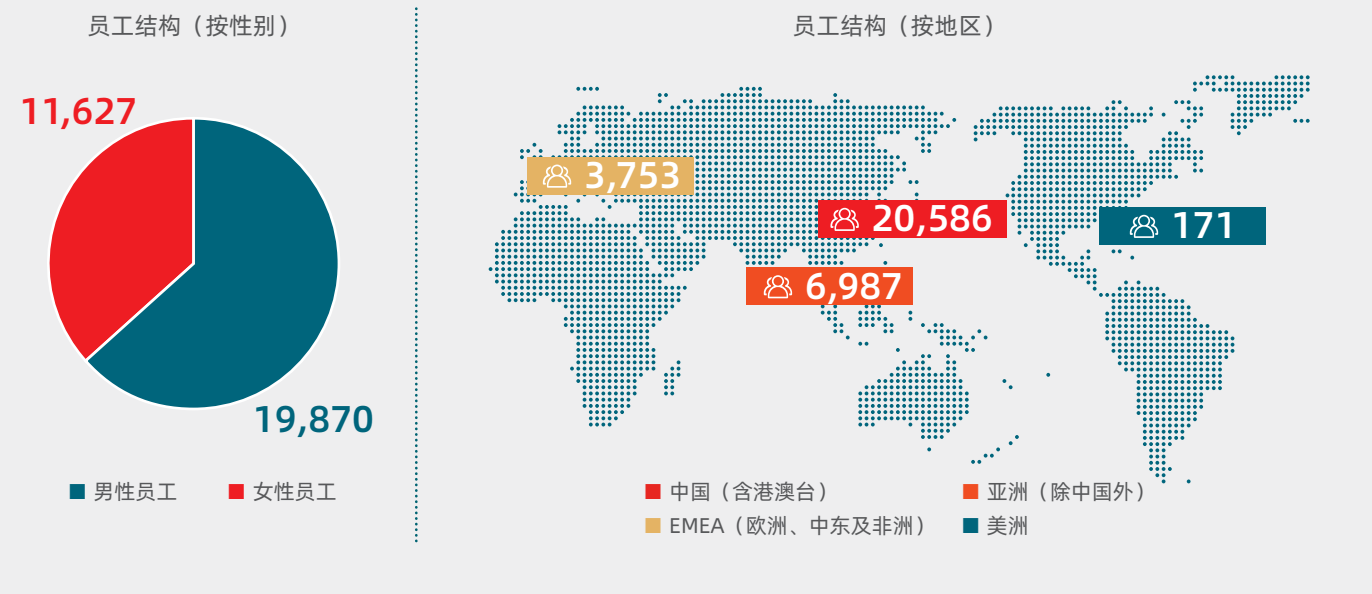 员工结构（按性别）
11,627
19,870
男性员工
女性员工
员工结构（按地区）
3,753
20,586
171
6,987
中国（含港澳台）
亚洲（除中国外）
EMEA（欧洲、中东及非洲）
美洲